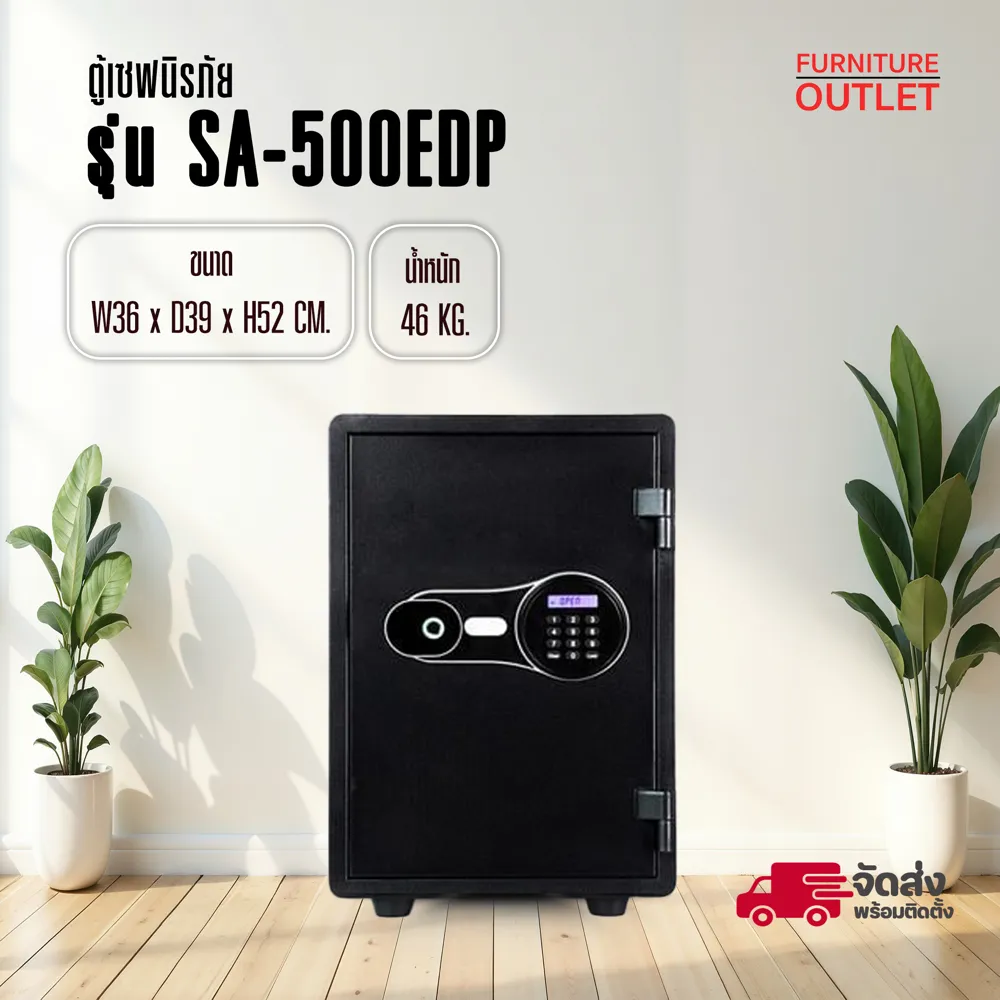 ตู้เซฟนิรภัย
รุ่น SA-500EDP
FURNITURE
OUTLET
ขนาด
W36 x D39 x H52 CM.
น้ำหนัก
46 KG.
OPEN
จัดส่ง
พร้อมติดตั้ง